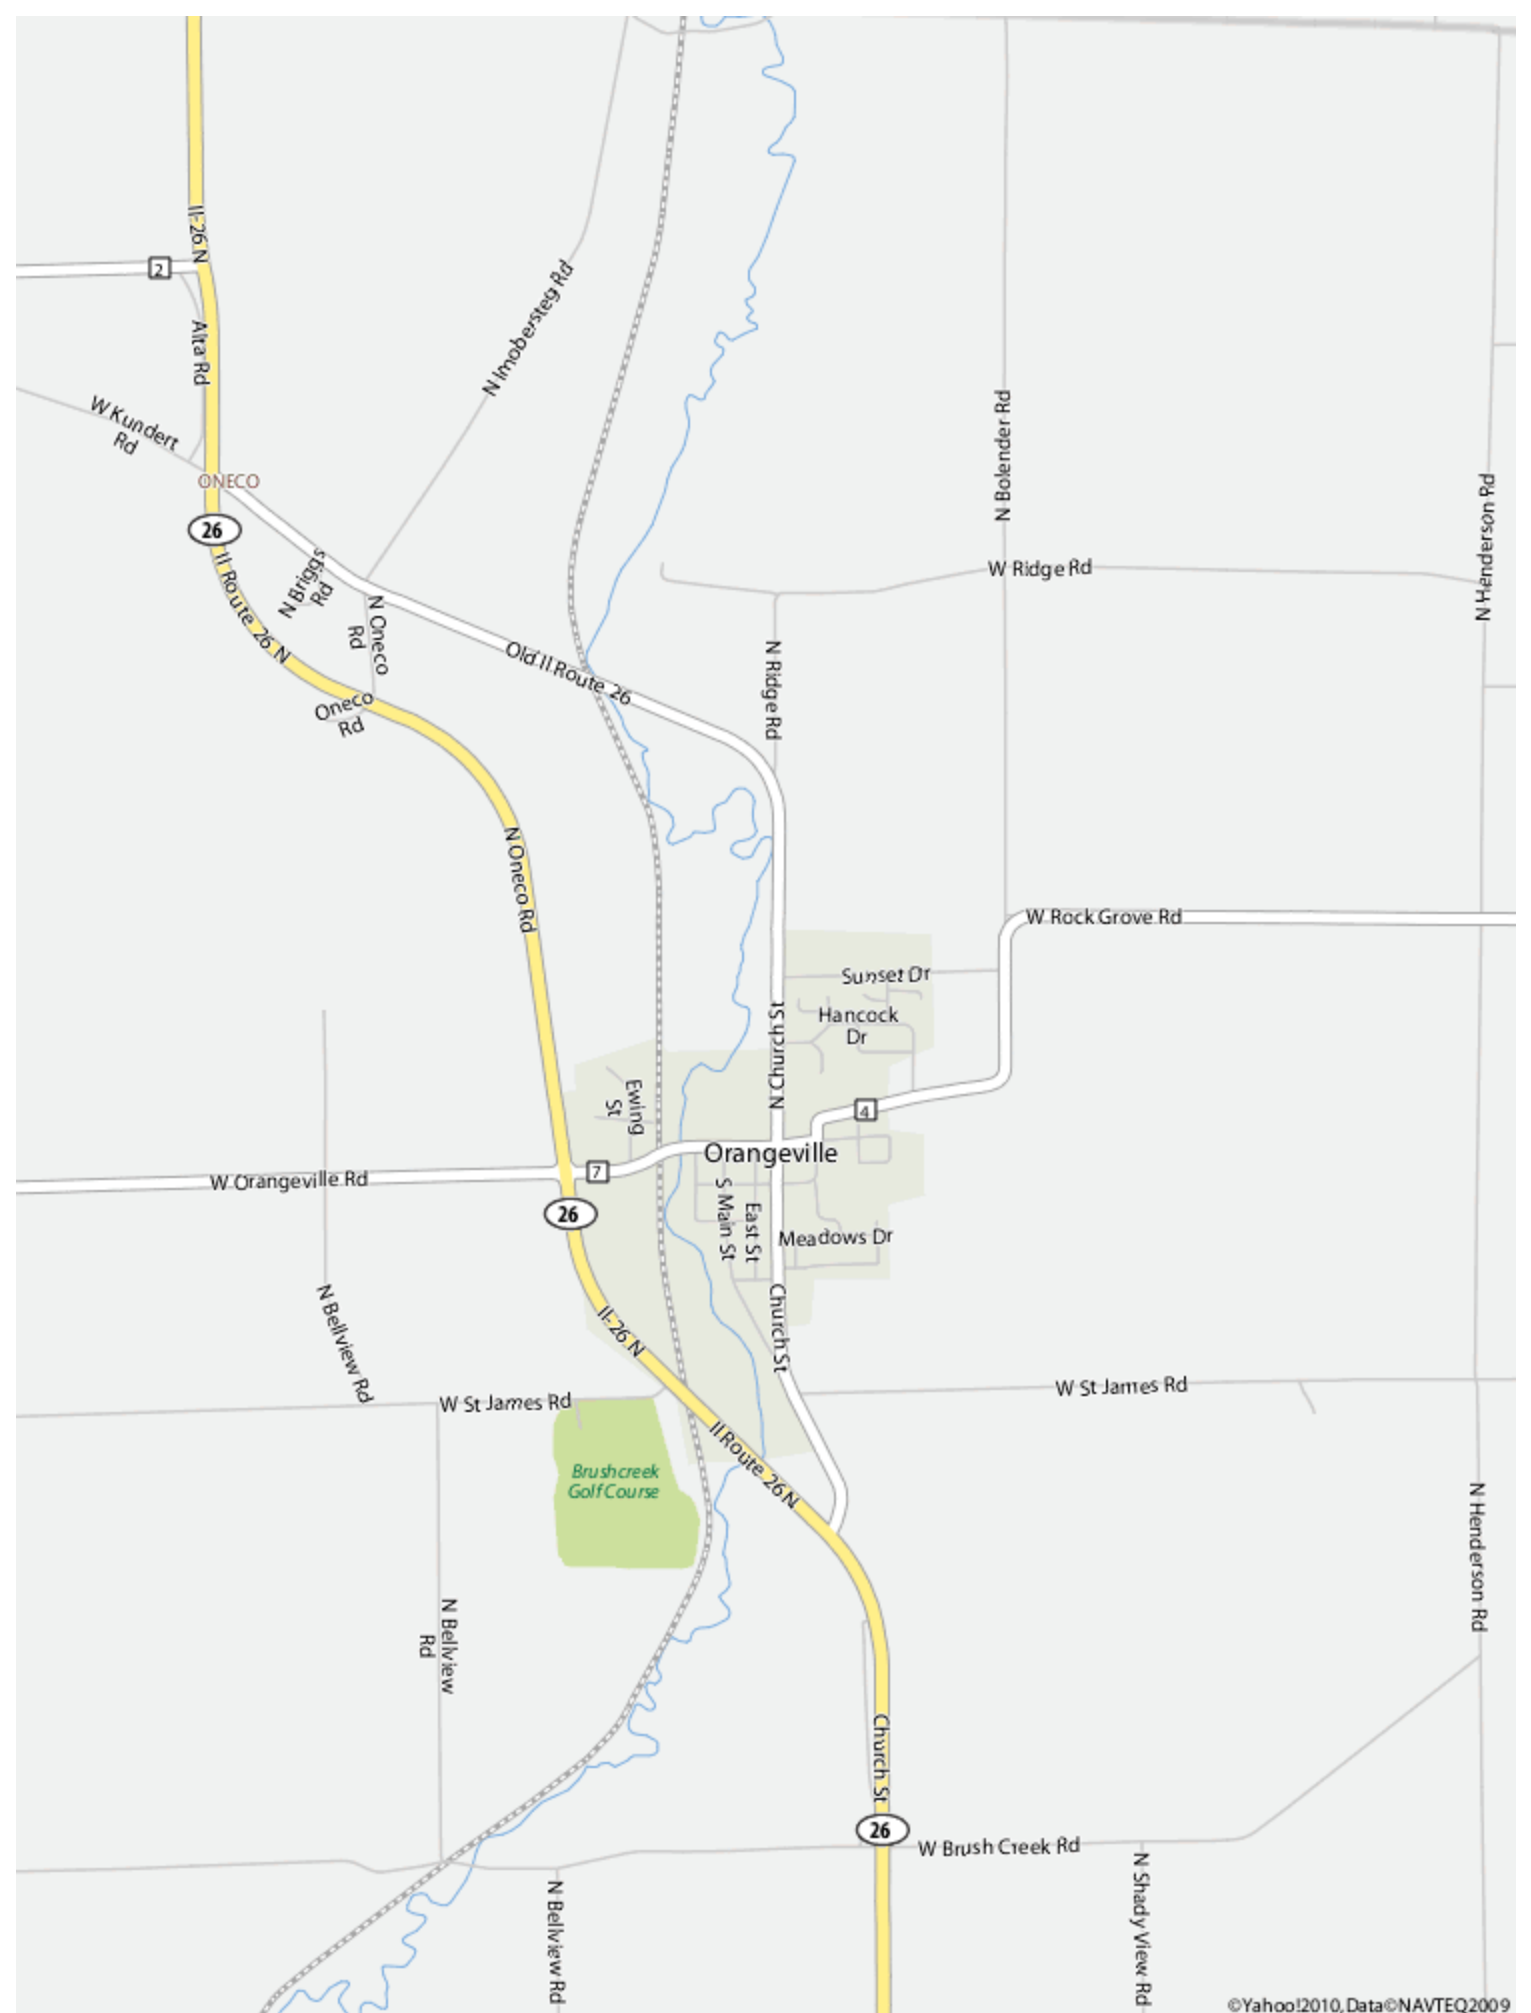 Il-26 N
2
Alta Rd
N Imobersteg Rd
W Kundert
Rd
N Bolender Rd
ONECO
N Henderson Rd
26
Il Route 26 N
N Briggs
Rd
W Ridge Rd
N Oneco
Rd
Old Il Route 26
N Ridge Rd
Oneco
Rd
N Oneco Rd
W Rock Grove Rd
Sunset Dr
N Church St
Hancock
Dr
Ewing
St
4
Orangeville
7
W Orangeville Rd
26
S Main St
East St
Meadows Dr
Church St
Il-26 N
N Bellview Rd
W St James Rd
W St James Rd
Il Route 26 N
Brushcreek
Golf Course
N Henderson Rd
N Bellview
Rd
Church St
26
W Brush Creek Rd
N Bellview Rd
N Shady View Rd
©Yahoo!2010, Data©NAVTEQ2009